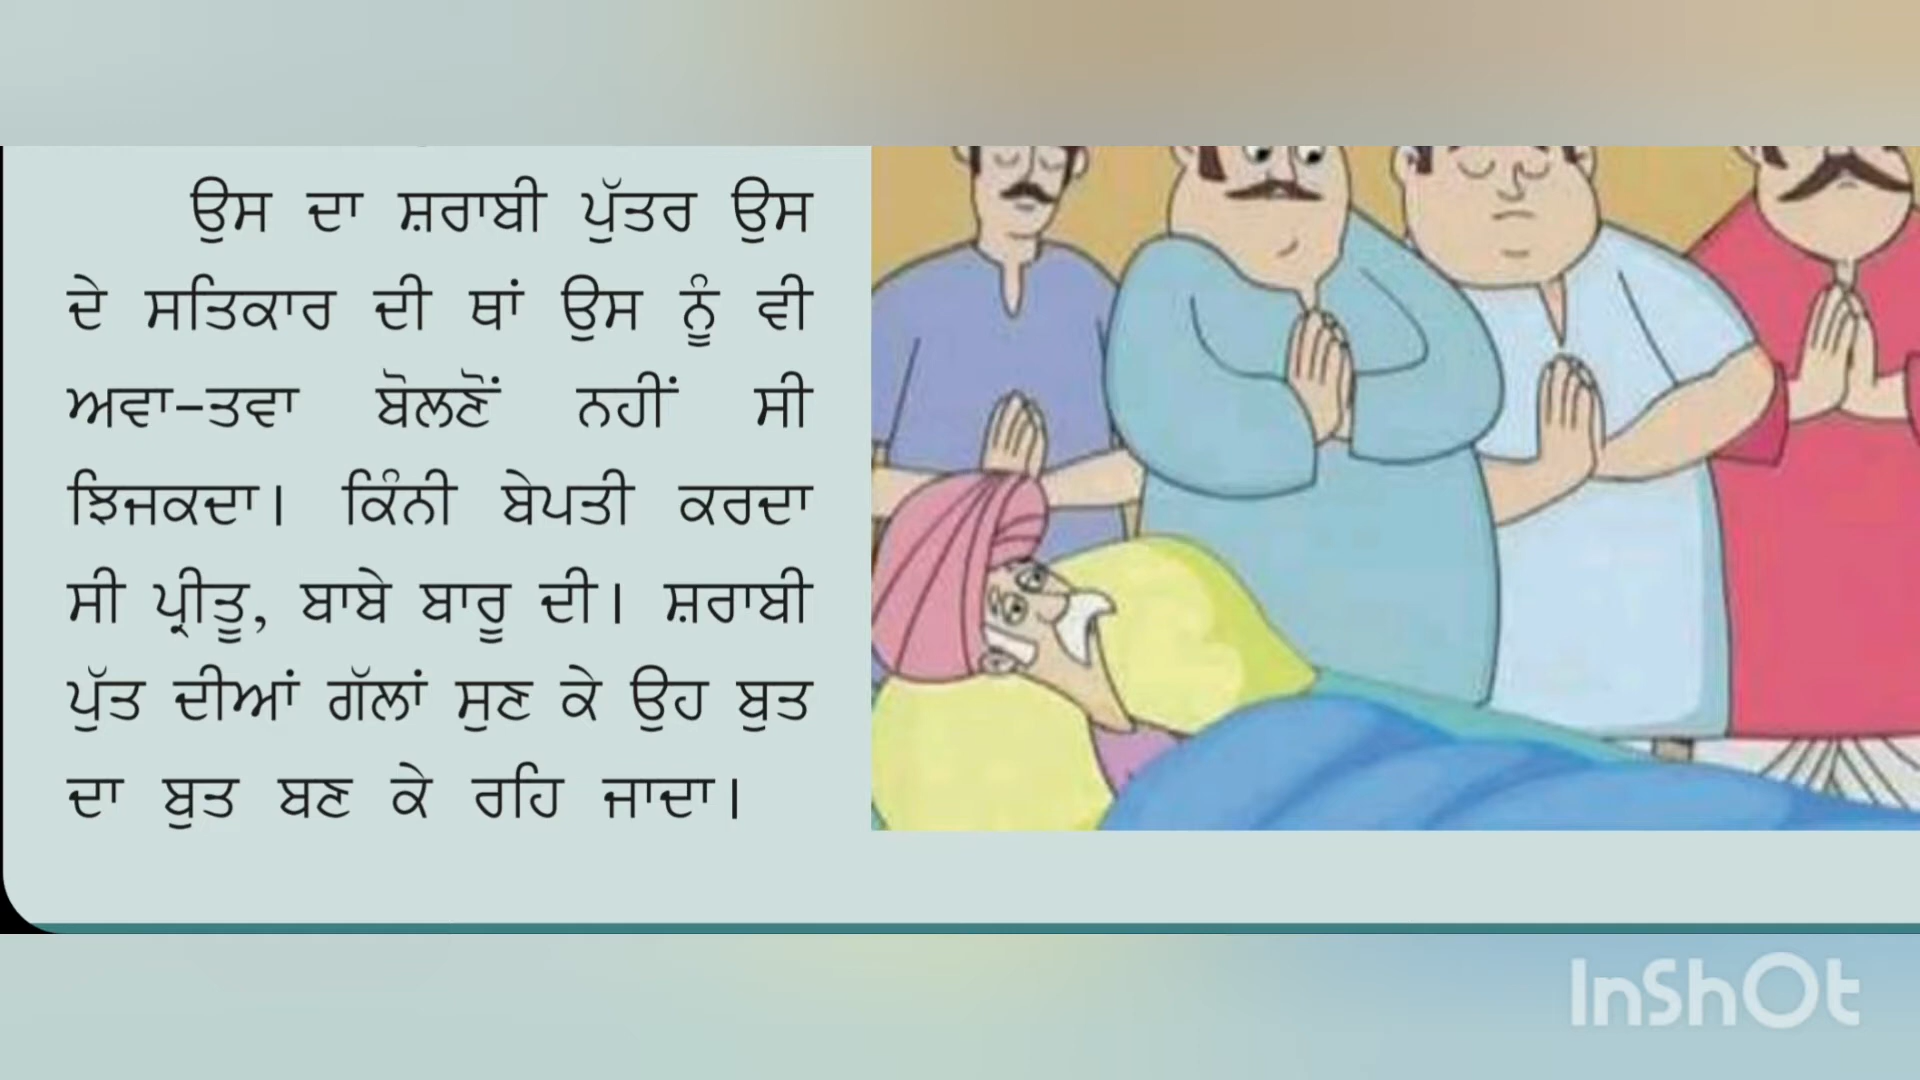 ਉਸ ਦਾ ਸ਼ਰਾਬੀ ਪੁੱਤਰ ਉਸ
ਦੇ ਸਤਿਕਾਰ ਦੀ ਥਾਂ ਉਸ ਨੂੰ ਵੀ
ਅਵਾ-ਤਵਾ ਬੋਲਣੋਂ ਨਹੀਂ ਸੀ
ਝਿਜਕਦਾ। ਕਿੰਨੀ ਬੇਪਤੀ ਕਰਦਾ
ਸੀ ਪ੍ਰੀਤੂ, ਬਾਬੇ ਬਾਰੂ ਦੀ। ਸ਼ਰਾਬੀ
ਪੁੱਤ ਦੀਆਂ ਗੱਲਾਂ ਸੁਣ ਕੇ ਉਹ ਬੁਤ
ਦਾ ਬੁਤ ਬਣ ਕੇ ਰਹਿ ਜਾਦਾ।
InShOt